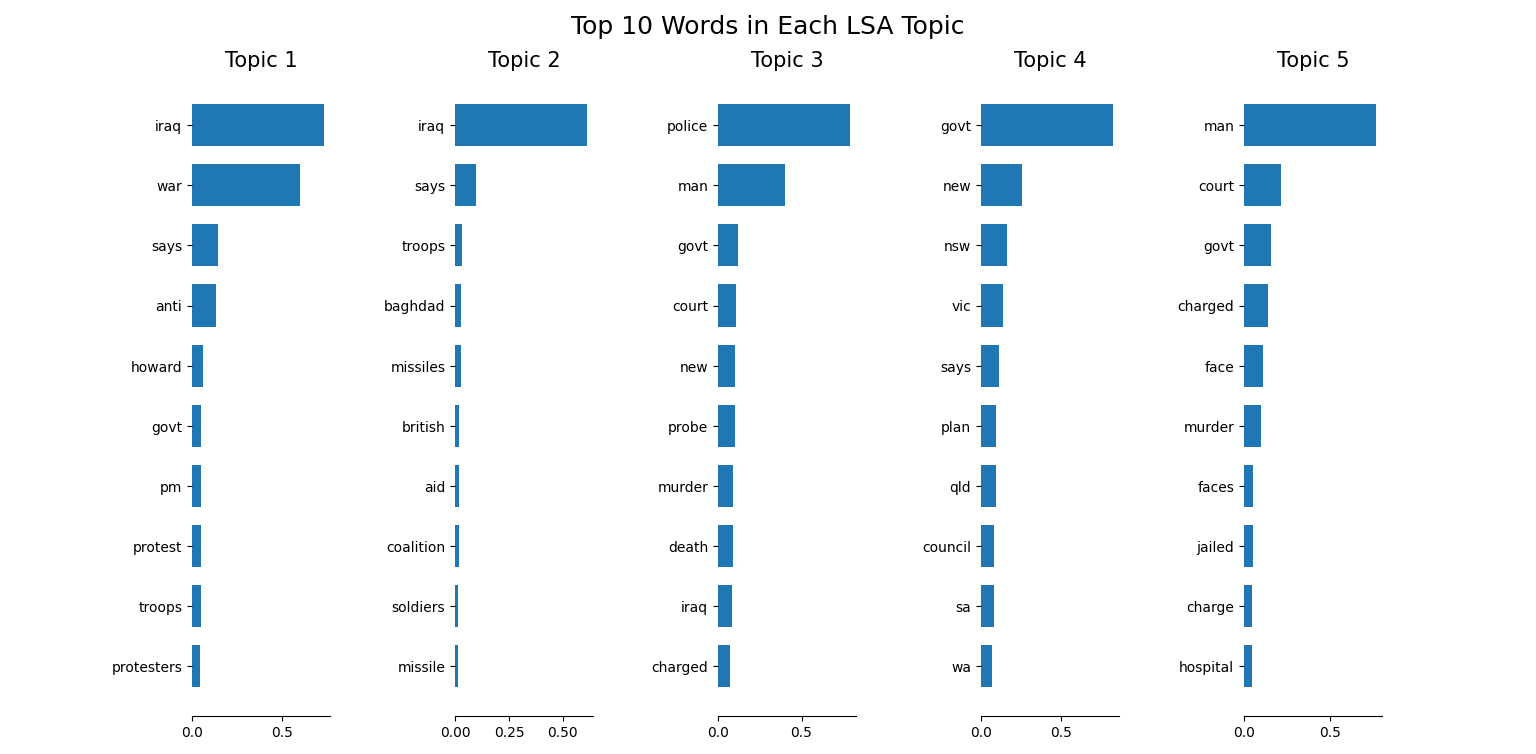 Top 10 Words in Each LSA Topic
Topic 1
iraq
war
says
anti
howard
govt
pm
protest
troops
protesters
0.0 0.5
Topic 2
iraq
says
troops
baghdad
missiles
british
aid
coalition
soldiers
missile
0.00 0.25 0.50
Topic 3
police
man
govt
court
new
probe
murder
death
iraq
charged
0.0 0.5
Topic 4
govt
new
nsw
vic
says
plan
qld
council
sa
wa
0.0 0.5
Topic 5
man
court
govt
charged
face
murder
faces
jailed
charge
hospital
0.0 0.5